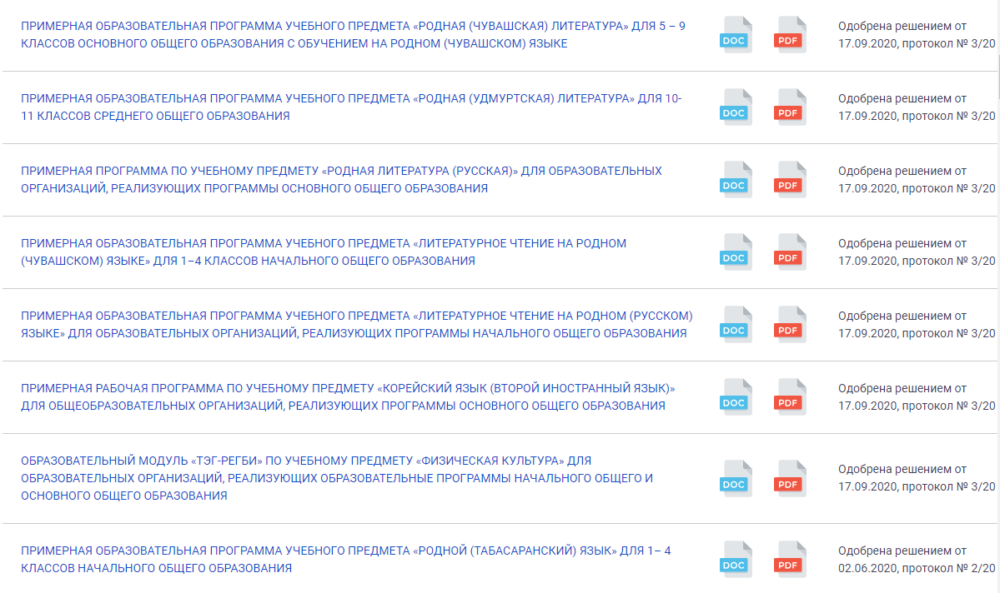 ПРИМЕРНАЯ ОБРАЗОВАТЕЛЬНАЯ ПРОГРАММА УЧЕБНОГО ПРЕДМЕТА «РОДНАЯ (ЧУВАШСКАЯ) ЛИТЕРАТУРА» ДЛЯ 5 – 9
КЛАССОВ ОСНОВНОГО ОБЩЕГО ОБРАЗОВАНИЯ С ОБУЧЕНИЕМ НА РОДНОМ (ЧУВАШСКОМ) ЯЗЫКЕ
DOC
PDF
Одобрена решением от
17.09.2020, протокол № 3/20
ПРИМЕРНАЯ ОБРАЗОВАТЕЛЬНАЯ ПРОГРАММА УЧЕБНОГО ПРЕДМЕТА «РОДНАЯ (УДМУРТСКАЯ) ЛИТЕРАТУРА» ДЛЯ 10-
11 КЛАССОВ СРЕДНЕГО ОБЩЕГО ОБРАЗОВАНИЯ
DOC
PDF
Одобрена решением от
17.09.2020, протокол № 3/20
ПРИМЕРНАЯ ПРОГРАММА ПО УЧЕБНОМУ ПРЕДМЕТУ «РОДНАЯ ЛИТЕРАТУРА (РУССКАЯ)» ДЛЯ ОБРАЗОВАТЕЛЬНЫХ
ОРГАНИЗАЦИЙ, РЕАЛИЗУЮЩИХ ПРОГРАММЫ ОСНОВНОГО ОБЩЕГО ОБРАЗОВАНИЯ
DOC
PDF
Одобрена решением от
17.09.2020, протокол № 3/20
ПРИМЕРНАЯ ОБРАЗОВАТЕЛЬНАЯ ПРОГРАММА УЧЕБНОГО ПРЕДМЕТА «ЛИТЕРАТУРНОЕ ЧТЕНИЕ НА РОДНОМ
(ЧУВАШСКОМ) ЯЗЫКЕ» ДЛЯ 1–4 КЛАССОВ НАЧАЛЬНОГО ОБЩЕГО ОБРАЗОВАНИЯ
DOC
PDF
Одобрена решением от
17.09.2020, протокол № 3/20
ПРИМЕРНАЯ ОБРАЗОВАТЕЛЬНАЯ ПРОГРАММА УЧЕБНОГО ПРЕДМЕТА «ЛИТЕРАТУРНОЕ ЧТЕНИЕ НА РОДНОМ (РУССКОМ)
ЯЗЫКЕ» ДЛЯ ОБРАЗОВАТЕЛЬНЫХ ОРГАНИЗАЦИЙ, РЕАЛИЗУЮЩИХ ПРОГРАММЫ НАЧАЛЬНОГО ОБЩЕГО ОБРАЗОВАНИЯ
DOC
PDF
Одобрена решением от
17.09.2020, протокол № 3/20
ПРИМЕРНАЯ РАБОЧАЯ ПРОГРАММА ПО УЧЕБНОМУ ПРЕДМЕТУ «КОРЕЙСКИЙ ЯЗЫК (ВТОРОЙ ИНОСТРАННЫЙ ЯЗЫК)»
ДЛЯ ОБЩЕОБРАЗОВАТЕЛЬНЫХ ОРГАНИЗАЦИЙ, РЕАЛИЗУЮЩИХ ПРОГРАММЫ ОСНОВНОГО ОБЩЕГО ОБРАЗОВАНИЯ
DOC
PDF
Одобрена решением от
17.09.2020, протокол № 3/20
ОБРАЗОВАТЕЛЬНЫЙ МОДУЛЬ «ТЭГ-РЕГБИ» ПО УЧЕБНОМУ ПРЕДМЕТУ «ФИЗИЧЕСКАЯ КУЛЬТУРА» ДЛЯ
ОБРАЗОВАТЕЛЬНЫХ ОРГАНИЗАЦИЙ, РЕАЛИЗУЮЩИХ ОБРАЗОВАТЕЛЬНЫЕ ПРОГРАММЫ НАЧАЛЬНОГО ОБЩЕГО И
ОСНОВНОГО ОБЩЕГО ОБРАЗОВАНИЯ
DOC
PDF
Одобрена решением от
17.09.2020, протокол № 3/20
ПРИМЕРНАЯ ОБРАЗОВАТЕЛЬНАЯ ПРОГРАММА УЧЕБНОГО ПРЕДМЕТА «РОДНОЙ (ТАБАСАРАНСКИЙ) ЯЗЫК» ДЛЯ 1– 4
КЛАССОВ НАЧАЛЬНОГО ОБЩЕГО ОБРАЗОВАНИЯ
DOC
PDF
Одобрена решением от
02.06.2020, протокол № 2/20